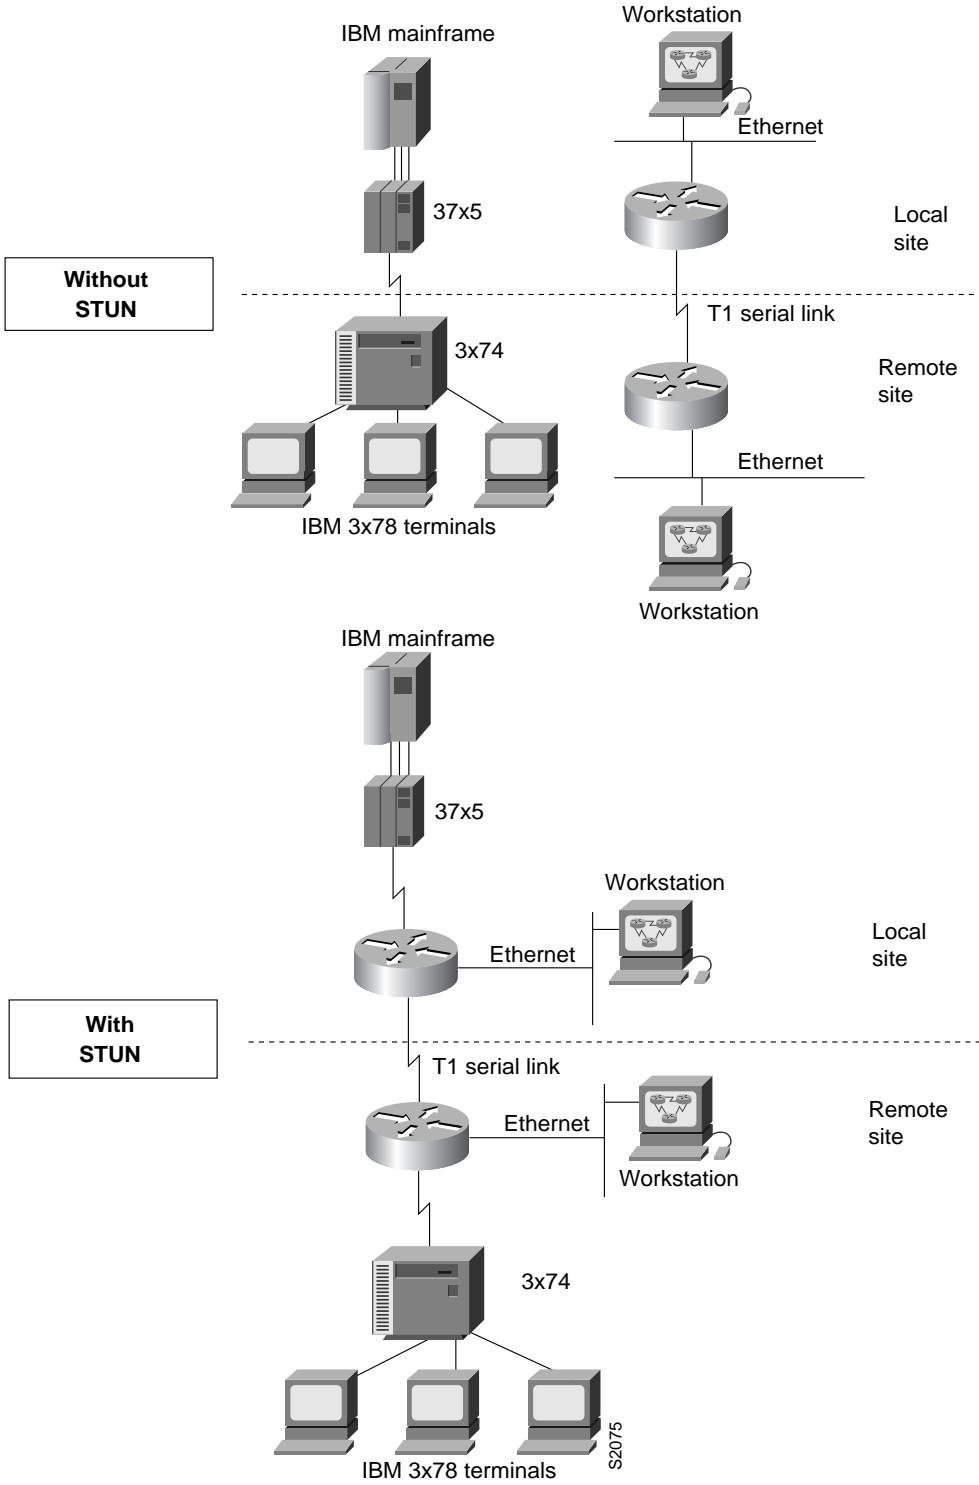 Workstation
IBM mainframe
Ethernet
37x5
Local
site
Without
STUN
T1 serial link
3x74
Remote
site
Ethernet
IBM 3x78 terminals
Workstation
IBM mainframe
37x5
Workstation
Ethernet
Local
site
With
STUN
T1 serial link
Ethernet
Remote
site
Workstation
3x74
S2075
IBM 3x78 terminals